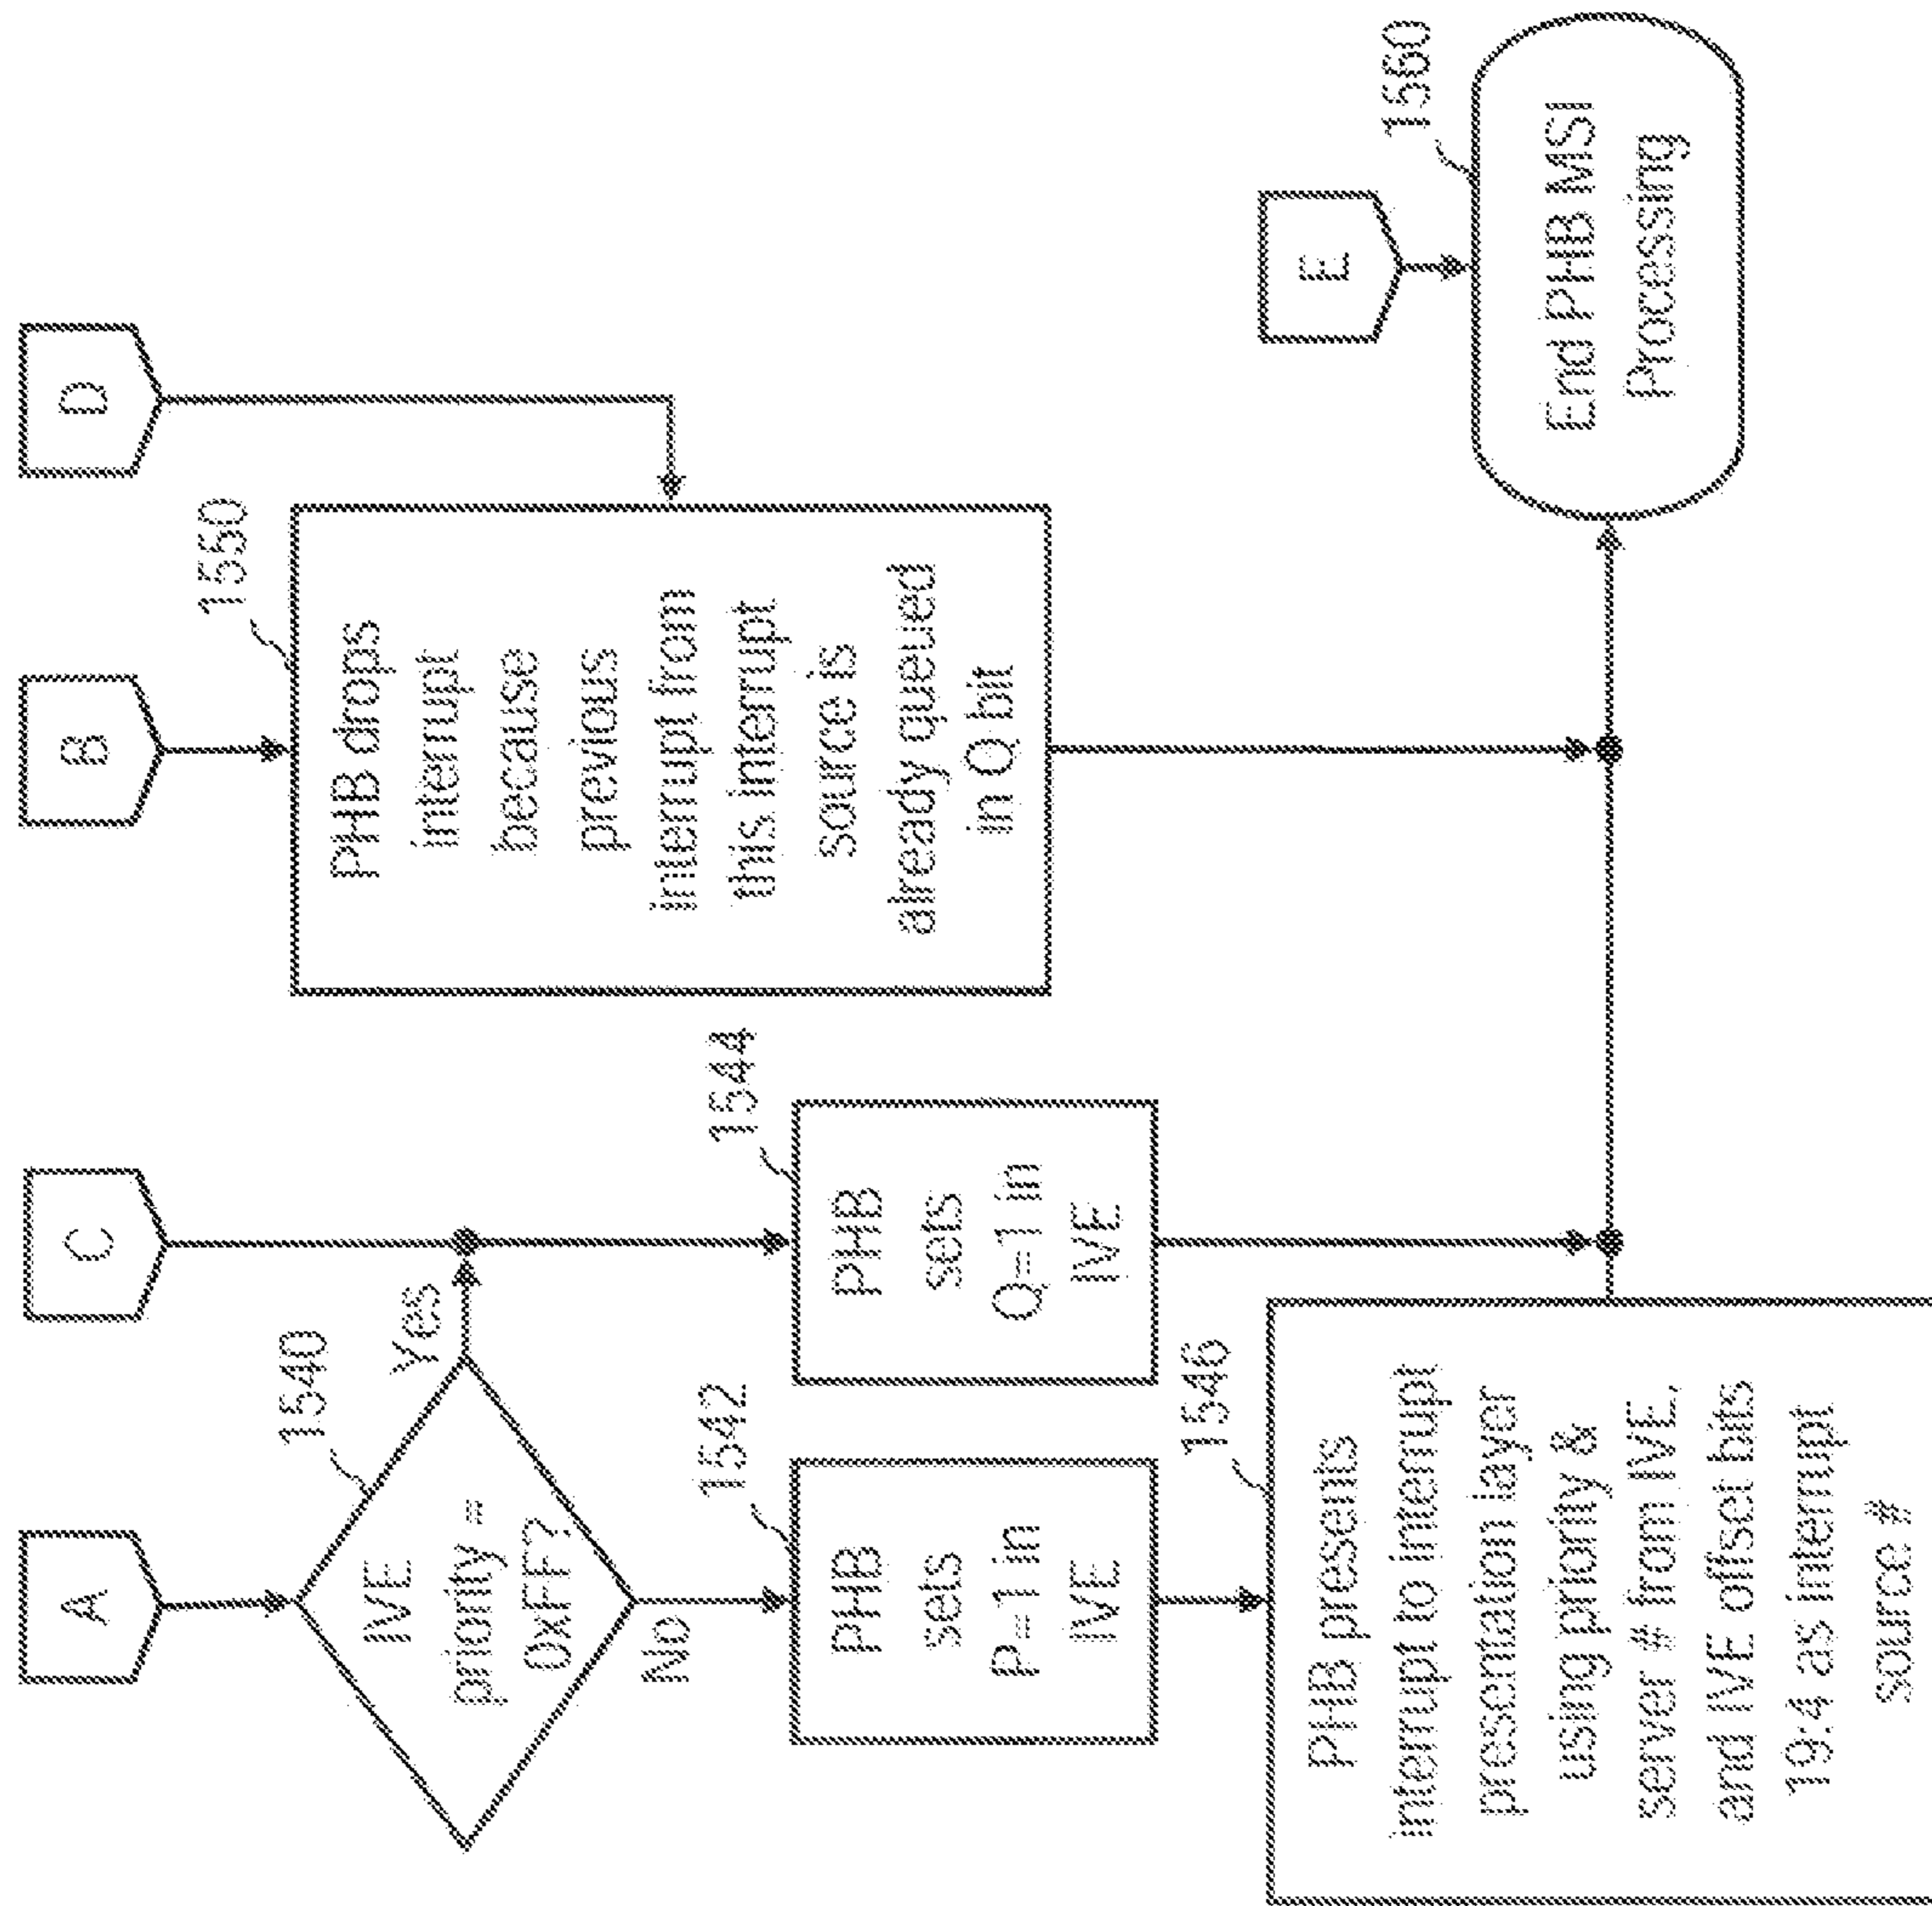 A
C
B
D
1540
IVE
priority =
0xFF?
Yes
No
1542
PHB
sets
P=1 in
IVE
1544
PHB
sets
Q=1 in
IVE
1546
PHB presents
interrupt to interrupt
presentation layer
using priority &
server # from IVE,
and IVE offset bits
19:4 as interrupt
source #
1550
PHB drops
interrupt
because
previous
interrupt from
this interrupt
source is
already queued
in Q bit
E
1560
End PHB MSI
Processing